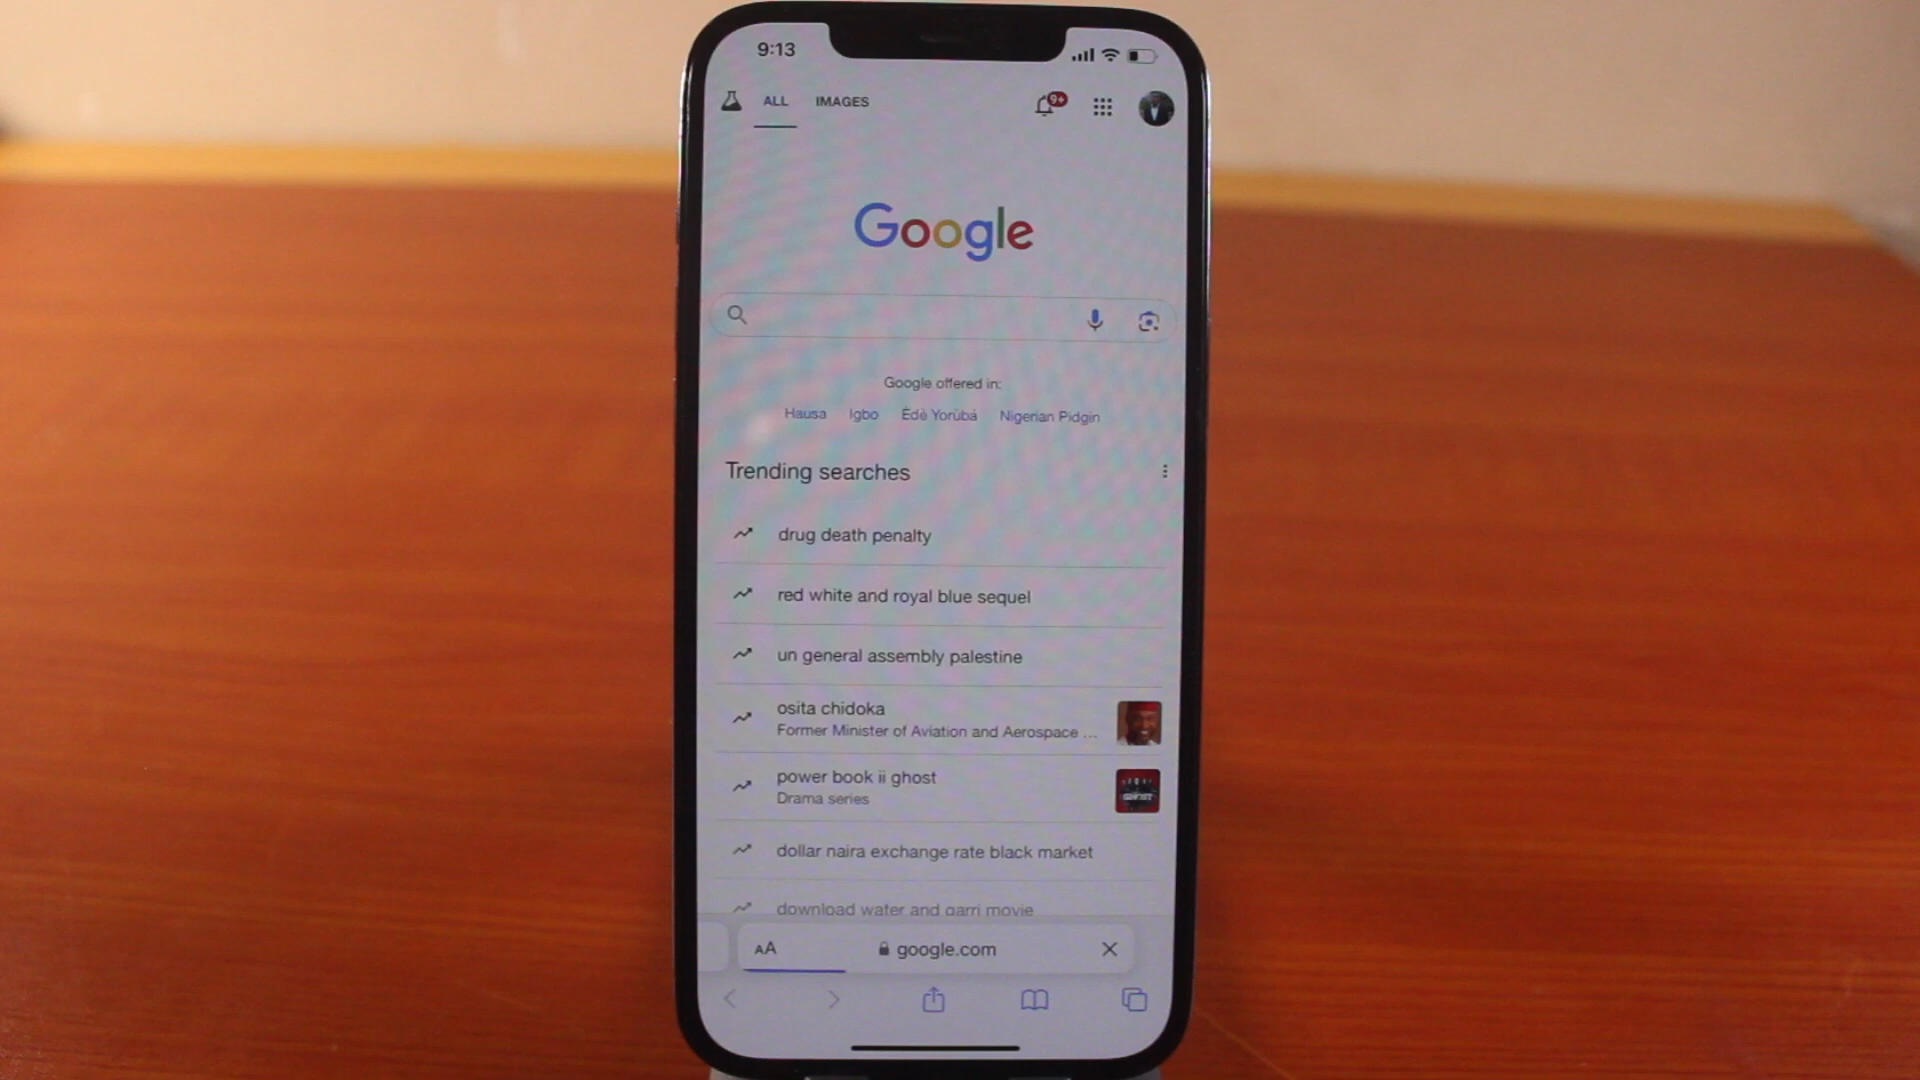 9:13
ALL IMAGES 9+
Google
Google offered in:
Hausa Igbo Èdè Yorùbá Nigerian Pidgin
Trending searches
drug death penalty
red white and royal blue sequel
un general assembly palestine
osita chidoka
Former Minister of Aviation and Aerospace ...
power book ii ghost
Drama series
GHOST
dollar naira exchange rate black market
download water and garri movie
AA google.com